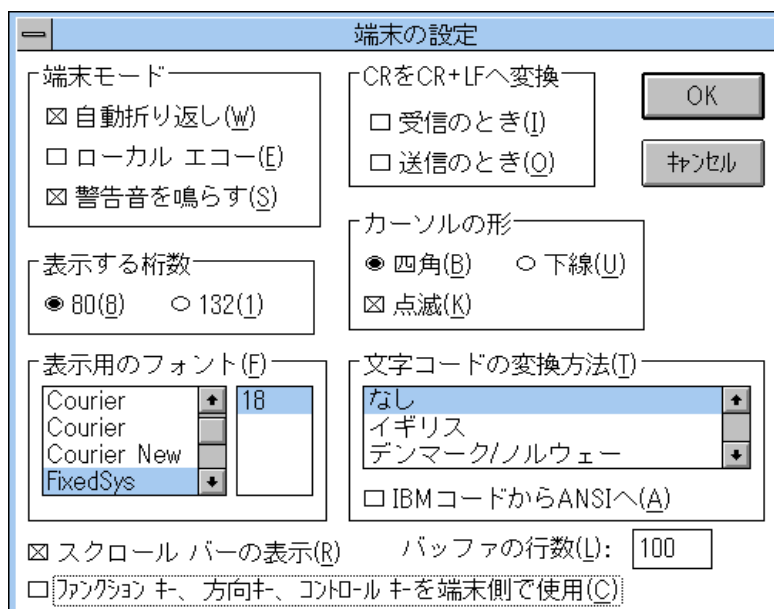 端末の設定
端末モード
自動折り返し(W)
ローカル エコー(E)
警告音を鳴らす(S)
CRをCR+LFへ変換
受信のとき(I)
送信のとき(O)
OK
ｷｬﾝｾﾙ
表示する桁数
80(8) 132(1)
カーソルの形
四角(B) 下線(U)
点滅(K)
表示用のフォント(F)
Courier
Courier
Courier New
FixedSys
18
文字コードの変換方法(T)
なし
イギリス
デンマーク/ノルウェー
IBMコードからANSIへ(A)
スクロール バーの表示(R)
バッファの行数(L): 100
ﾌｧﾝｸｼｮﾝ ｷｰ、方向ｷｰ、ｺﾝﾄﾛｰﾙ ｷｰを端末側で使用(C)